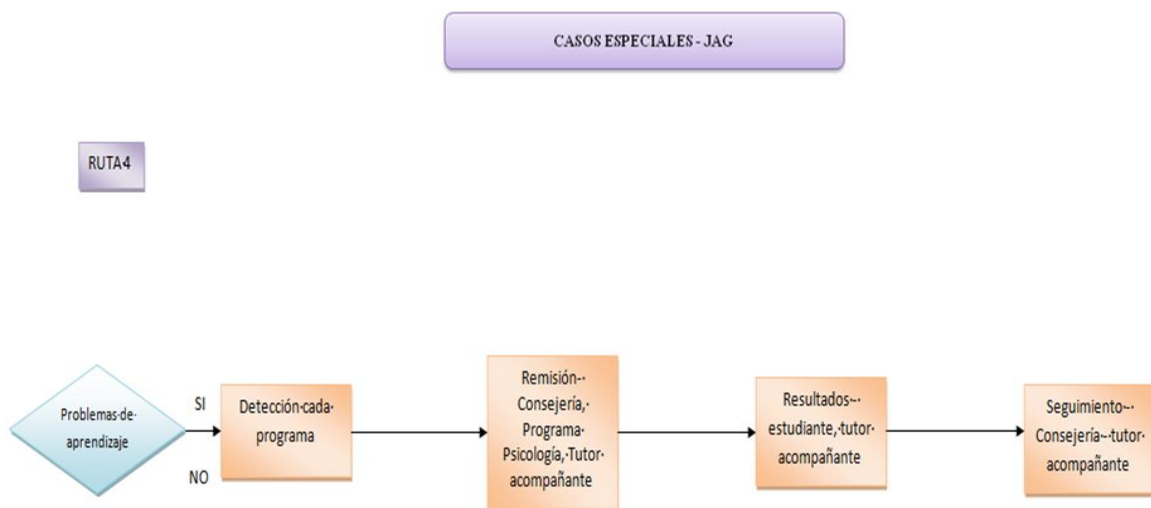 CASOS ESPECIALES - JAG
RUTA4
Problemas·de·
aprendizaje
SI
NO
Detección·cada·
programa
Remisión-·
Consejería,·
Programa·
Psicología,·Tutor·
acompañante
Resultados-·
estudiante,·tutor·
acompañante
Seguimiento-·
Consejería-·tutor·
acompañante